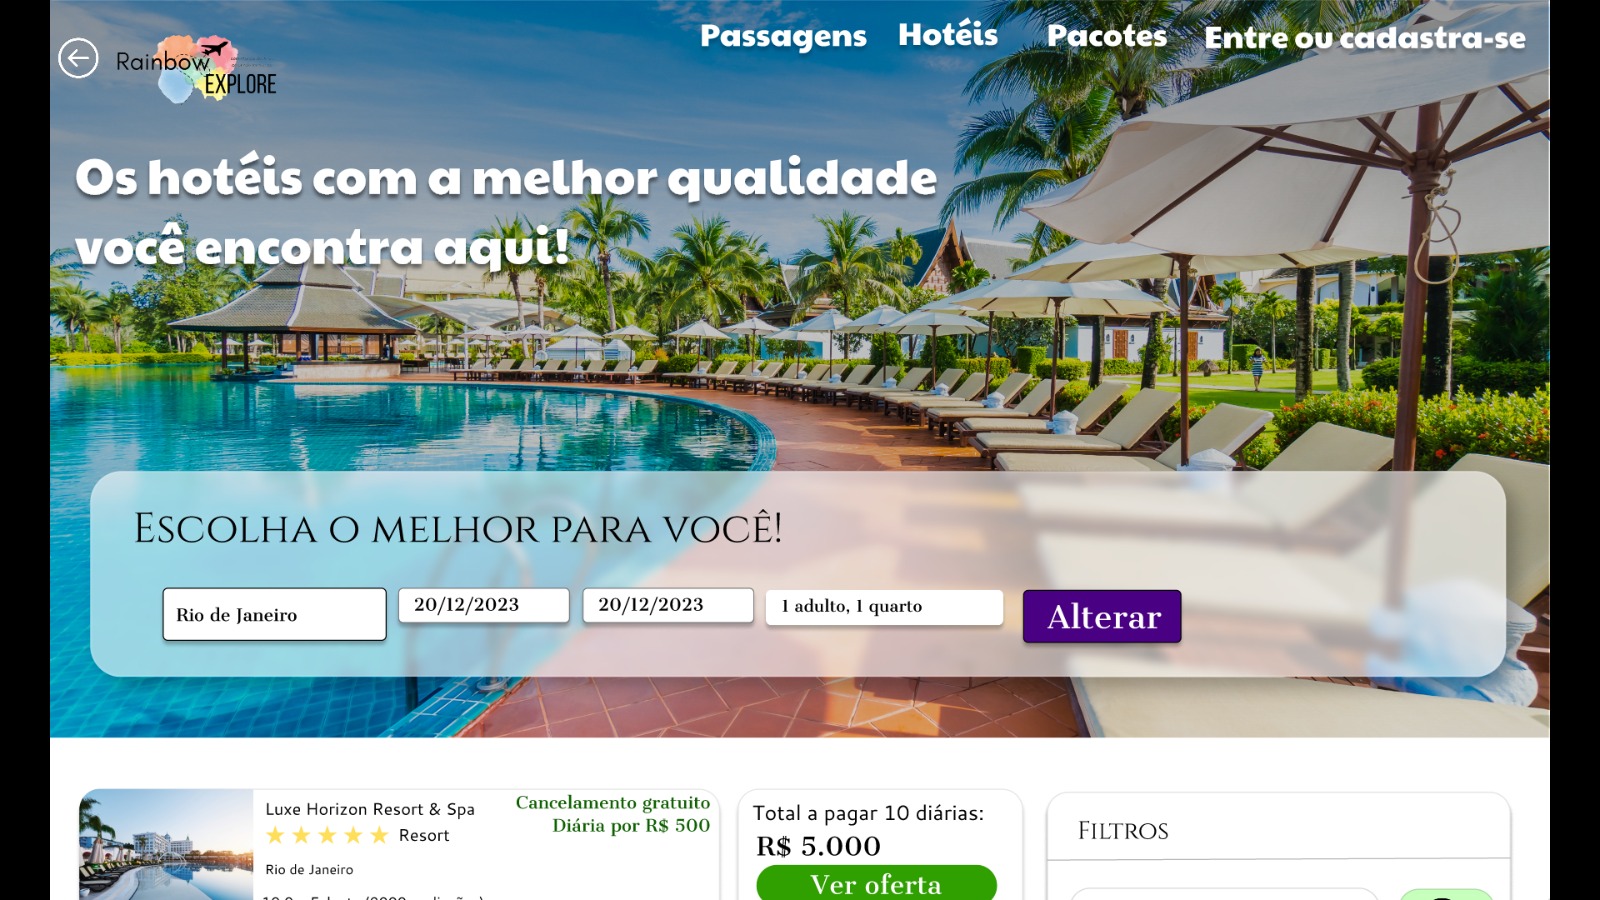 Passagens Hotéis Pacotes Entre ou cadastra-se
Rainbow
EXPLORE
Os hotéis com a melhor qualidade
você encontra aqui!
Escolha o melhor para você!
Rio de Janeiro
20/12/2023
20/12/2023
1 adulto, 1 quarto
Alterar
Luxe Horizon Resort & Spa
Resort
Rio de Janeiro
Cancelamento gratuito
Diária por R$ 500
Total a pagar 10 diárias:
R$ 5.000
Ver oferta
Filtros